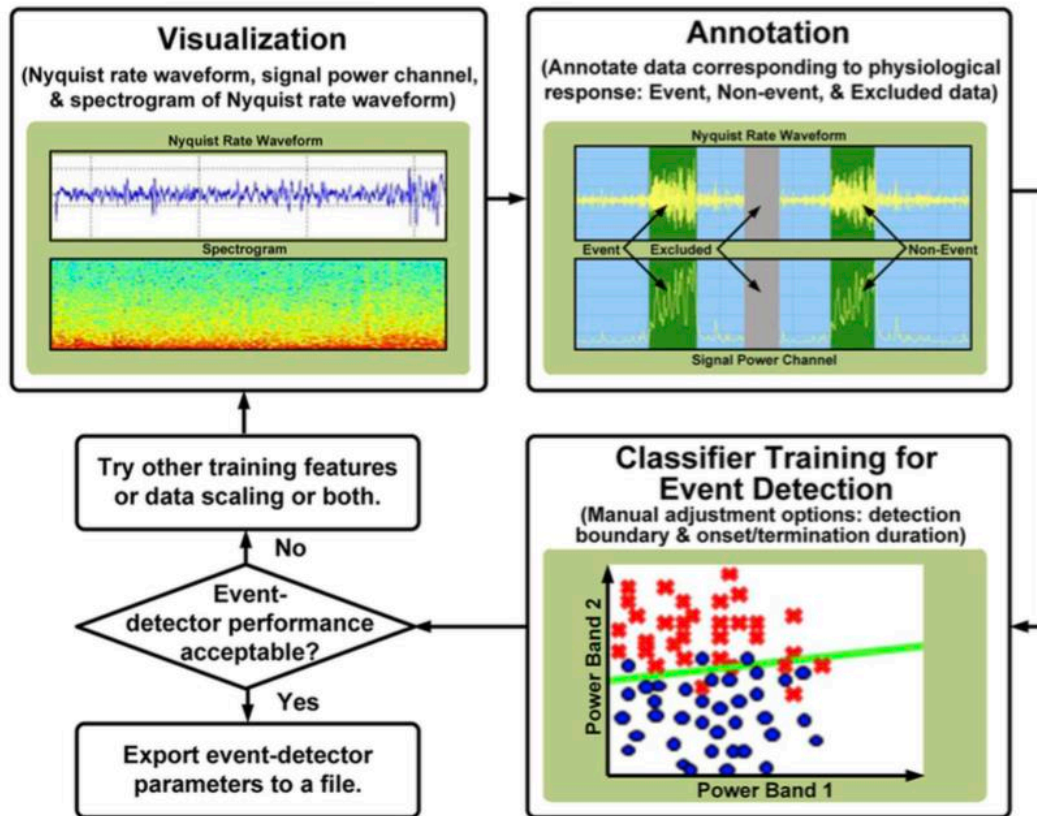 Visualization
(Nyquist rate waveform, signal power channel,
& spectrogram of Nyquist rate waveform)
Nyquist Rate Waveform
Spectrogram
Annotation
(Annotate data corresponding to physiological
response: Event, Non-event, & Excluded data)
Nyquist Rate Waveform
Event
Excluded
Non-Event
Signal Power Channel
Classifier Training for
Event Detection
(Manual adjustment options: detection
boundary & onset/termination duration)
Power Band 2
Power Band 1
Event-
detector performance
acceptable?
No
Try other training features
or data scaling or both.
Yes
Export event-detector
parameters to a file.